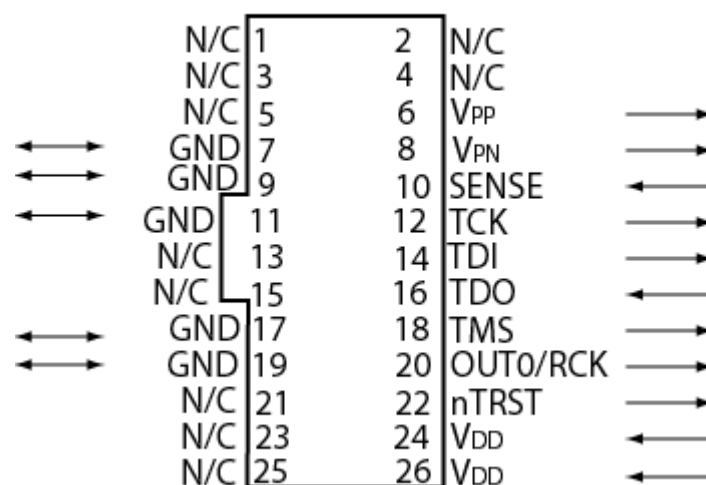 N/C 1 2 N/C
N/C 3 4 N/C
N/C 5 6 VPP
GND 7 8 VPN
GND 9 10 SENSE
GND 11 12 TCK
N/C 13 14 TDI
N/C 15 16 TDO
GND 17 18 TMS
GND 19 20 OUT0/RCK
N/C 21 22 nTRST
N/C 23 24 VDD
N/C 25 26 VDD